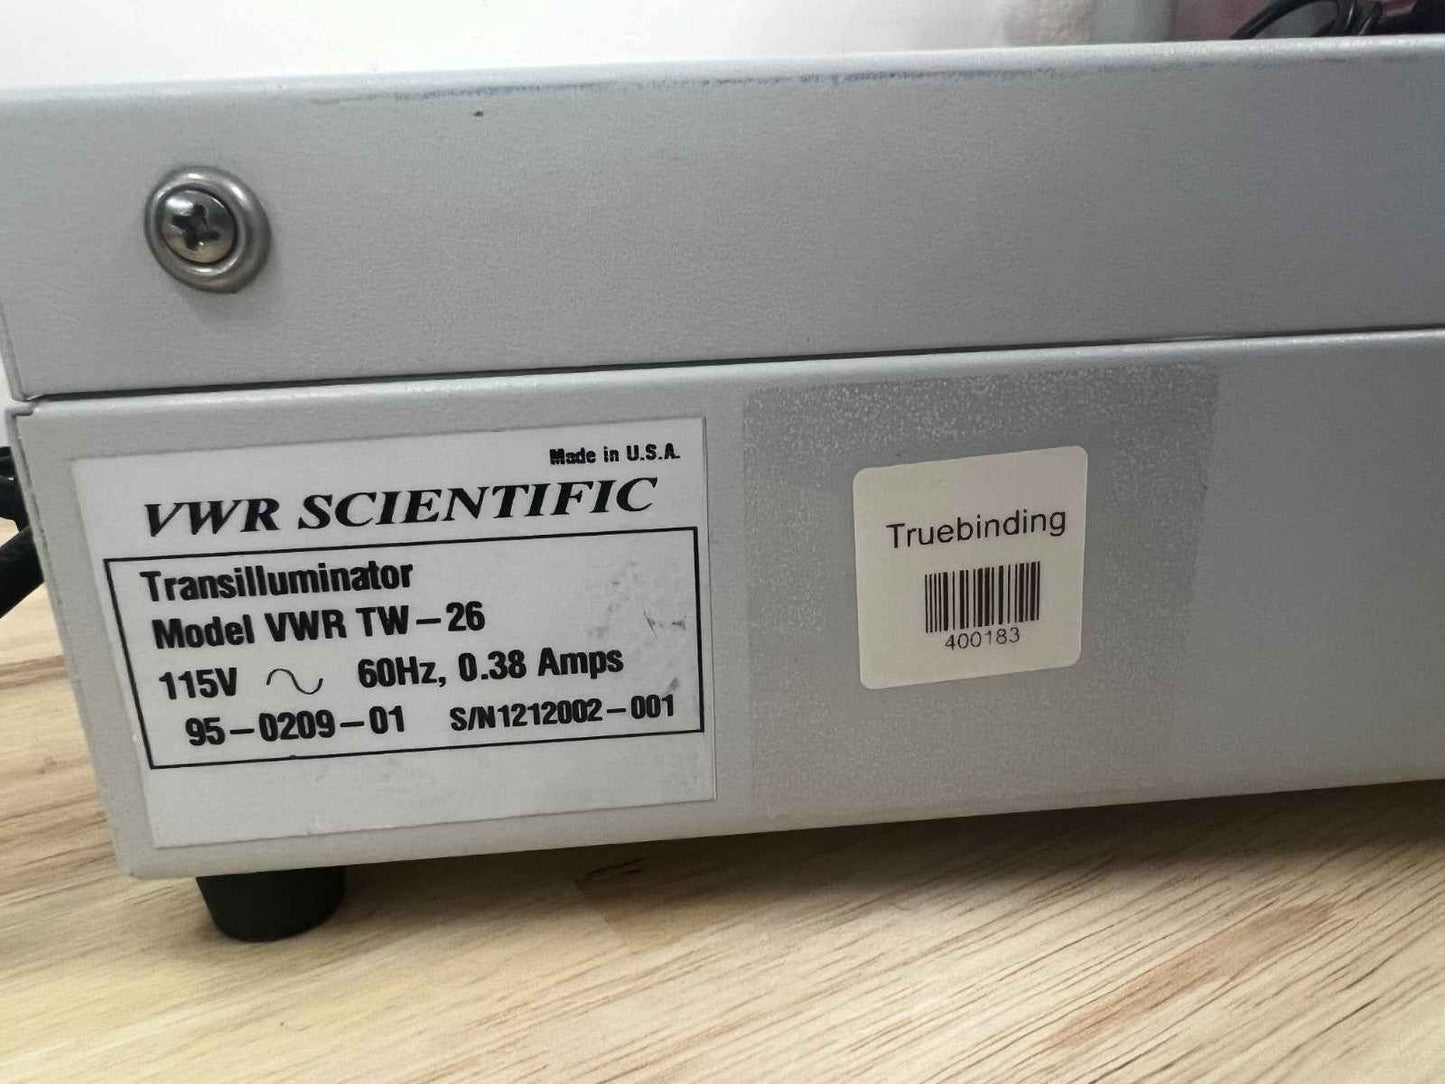 Made in U.S.A.
VWR SCIENTIFIC
Transilluminator
Model VWR TW-26
115V ~ 60Hz, 0.38 Amps
95-0209-01 S/N1212002-001
Truebinding
400183